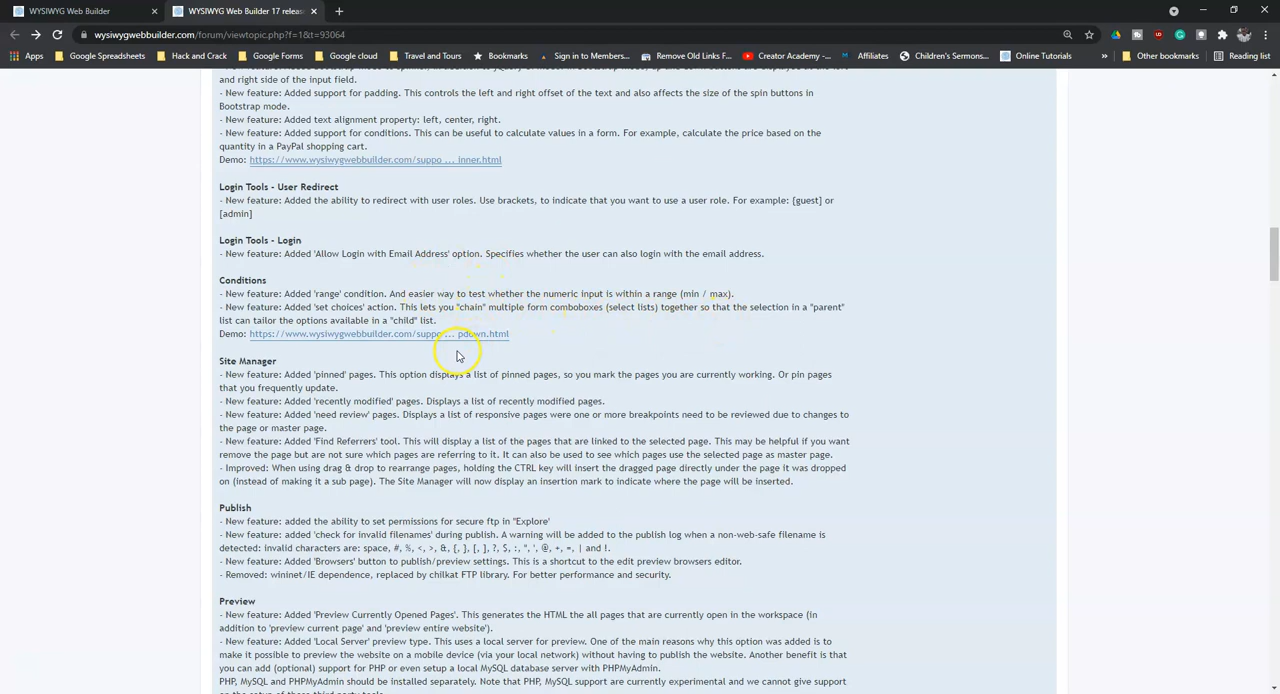 WYSIWYG Web Builder
WYSIWYG Web Builder 17 releas
wysiwygwebbuilder.com/forum/viewtopic.php?f=1&t=93064
Apps
Google Spreadsheets
Hack and Crack
Google Forms
Google cloud
Travel and Tours
Bookmarks
Sign in to Members...
Remove Old Links F...
Creator Academy -...
Affiliates
Children's Sermons...
Online Tutorials
Other bookmarks
Reading list
and right side of the input field.
- New feature: Added support for padding. This controls the left and right offset of the text and also affects the size of the spin buttons in
Bootstrap mode.
- New feature: Added text alignment property: left, center, right.
- New feature: Added support for conditions. This can be useful to calculate values in a form. For example, calculate the price based on the
quantity in a PayPal shopping cart.
Demo: https://www.wysiwygwebbuilder.com/suppo ... inner.html
Login Tools - User Redirect
- New feature: Added the ability to redirect with user roles. Use brackets, to indicate that you want to use a user role. For example: [guest] or
[admin]
Login Tools - Login
- New feature: Added 'Allow Login with Email Address' option. Specifies whether the user can also login with the email address.
Conditions
- New feature: Added 'range' condition. And easier way to test whether the numeric input is within a range (min / max).
- New feature: Added 'set choices' action. This lets you "chain" multiple form comboboxes (select lists) together so that the selection in a "parent"
list can tailor the options available in a "child" list.
Demo: https://www.wysiwygwebbuilder.com/suppo ... pdown.html
Site Manager
- New feature: Added 'pinned' pages. This option displays a list of pinned pages, so you mark the pages you are currently working. Or pin pages
that you frequently update.
- New feature: Added 'recently modified' pages. Displays a list of recently modified pages.
- New feature: Added 'need review' pages. Displays a list of responsive pages were one or more breakpoints need to be reviewed due to changes to
the page or master page.
- New feature: Added 'Find Referrers' tool. This will display a list of the pages that are linked to the selected page. This may be helpful if you want
remove the page but are not sure which pages are referring to it. It can also be used to see which pages use the selected page as master page.
- Improved: When using drag & drop to rearrange pages, holding the CTRL key will insert the dragged page directly under the page it was dropped
on (instead of making it a sub page). The Site Manager will now display an insertion mark to indicate where the page will be inserted.
Publish
- New feature: added the ability to set permissions for secure ftp in "Explore'
- New feature: added 'check for invalid filenames' during publish. A warning will be added to the publish log when a non-web-safe filename is
detected: invalid characters are: space, #, %, <, >, &, {, }, [, ], ?, $, :, ", ', @, +, =, | and !.
- New feature: Added 'Browsers' button to publish/preview settings. This is a shortcut to the edit preview browsers editor.
- Removed: wininet/IE dependence, replaced by chilkat FTP library. For better performance and security.
Preview
- New feature: Added 'Preview Currently Opened Pages'. This generates the HTML the all pages that are currently open in the workspace (in
addition to 'preview current page' and 'preview entire website').
- New feature: Added 'Local Server' preview type. This uses a local server for preview. One of the main reasons why this option was added is to
make it possible to preview the website on a mobile device (via your local network) without having to publish the website. Another benefit is that
you can add (optional) support for PHP or even setup a local MySQL database server with PHPMyAdmin.
PHP, MySQL and PHPMyAdmin should be installed separately. Note that PHP, MySQL support are currently experimental and we cannot give support